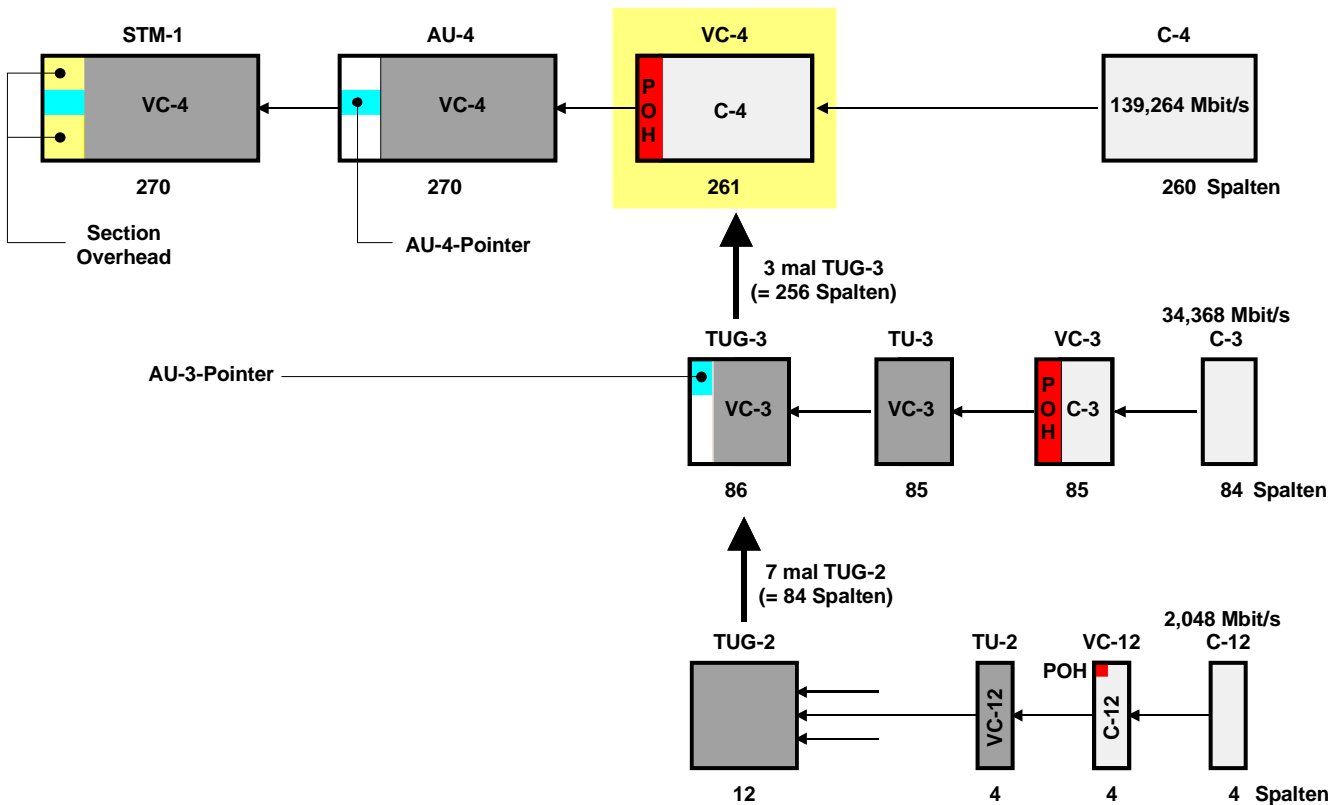 STM-1
AU-4
VC-4
C-4
VC-4
VC-4
POH
C-4
139,264 Mbit/s
270
270
261
260 Spalten
Section
Overhead
AU-4-Pointer
3 mal TUG-3
(= 256 Spalten)
34,368 Mbit/s
TUG-3
TU-3
VC-3
C-3
AU-3-Pointer
VC-3
VC-3
POH
C-3
86
85
85
84 Spalten
7 mal TUG-2
(= 84 Spalten)
2,048 Mbit/s
TUG-2
TU-2
VC-12
C-12
POH
VC-12
C-12
12
4
4
4 Spalten